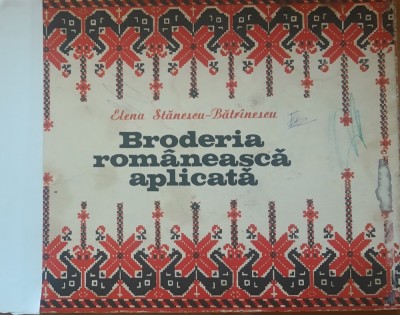 Elena Stănescu-Bătrînescu
Broderia
românească
aplicată